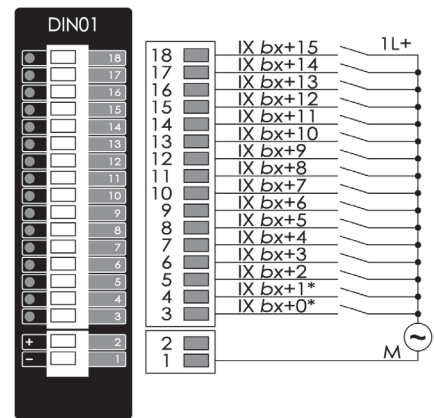 DIN01
18
17
16
15
14
13
12
11
10
9
8
7
6
5
4
3
+ 2
− 1
18 IX bx+15 1L+
17 IX bx+14
16 IX bx+13
15 IX bx+12
14 IX bx+11
13 IX bx+10
12 IX bx+9
11 IX bx+8
10 IX bx+7
9 IX bx+6
8 IX bx+5
7 IX bx+4
6 IX bx+3
5 IX bx+2
4 IX bx+1*
3 IX bx+0*
2 ~
1 M